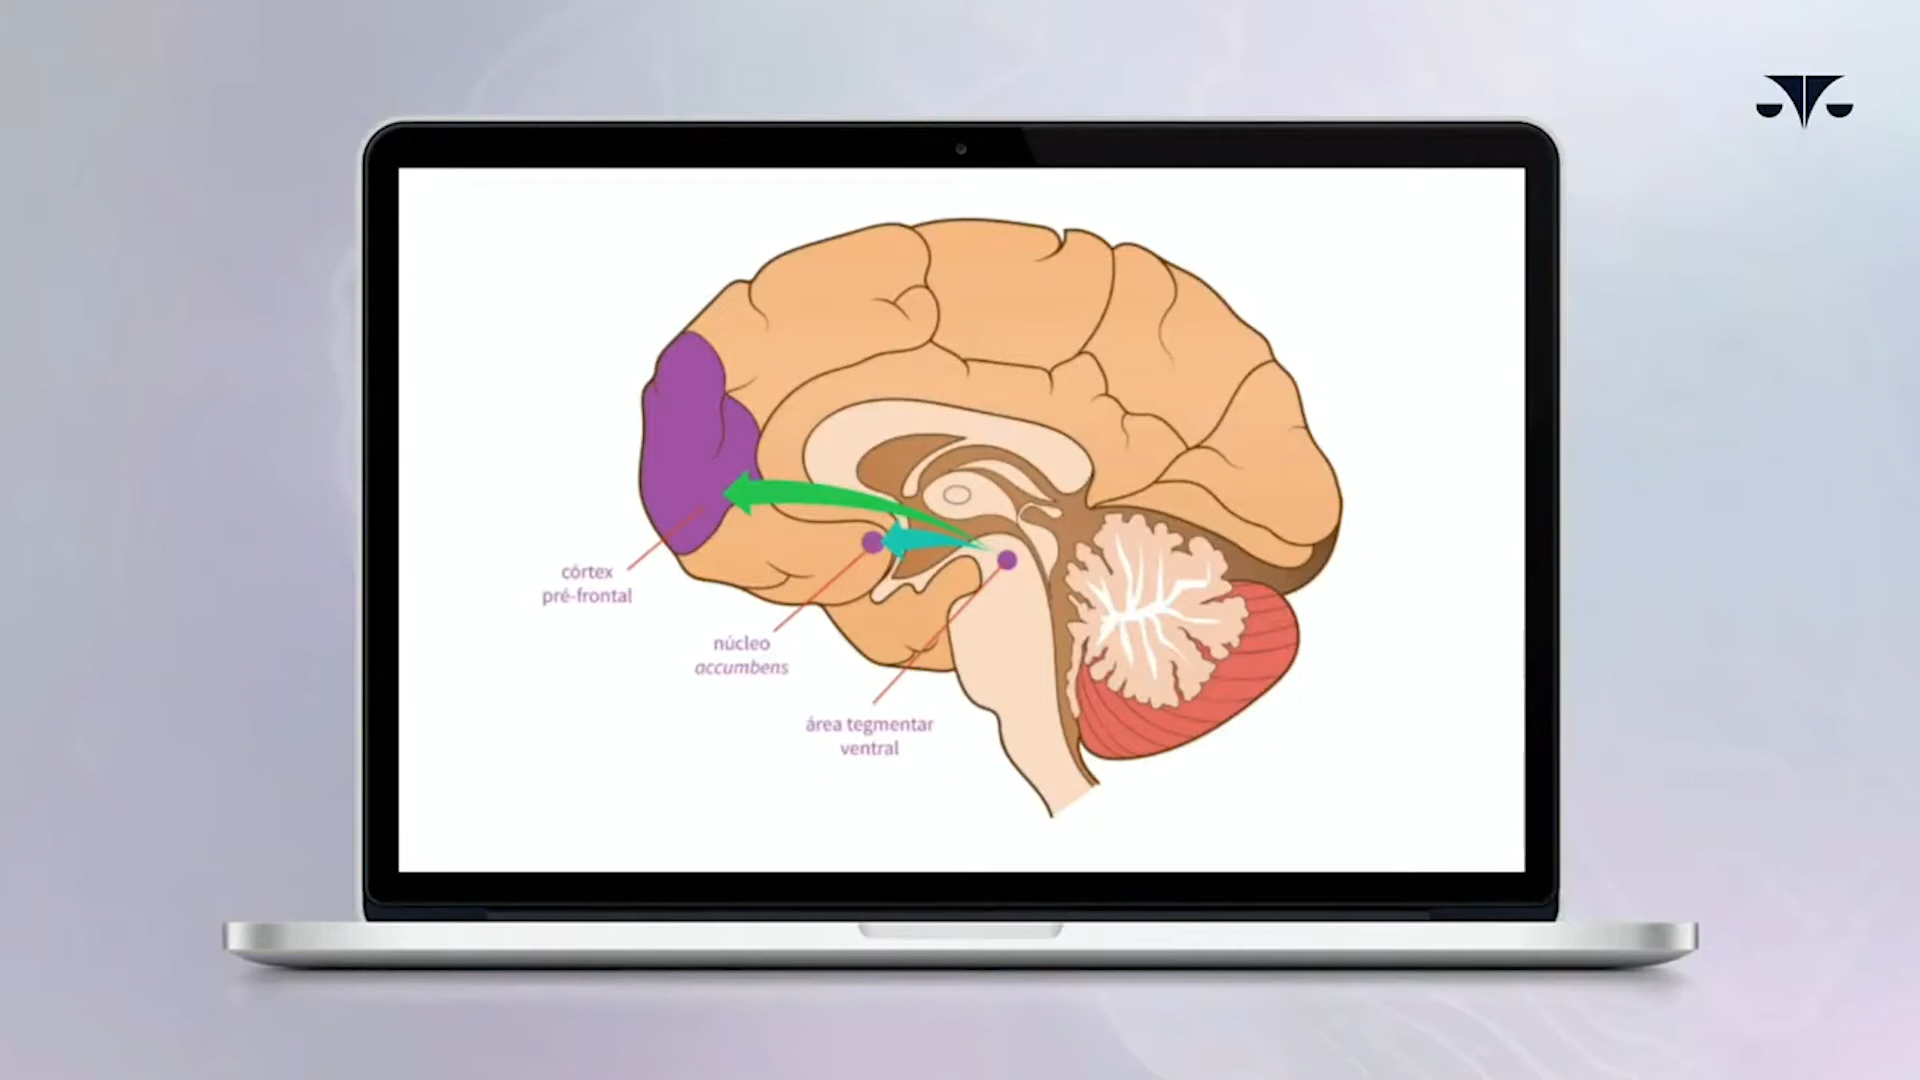 córtex
pré-frontal
núcleo
accumbens
área tegmentar
ventral